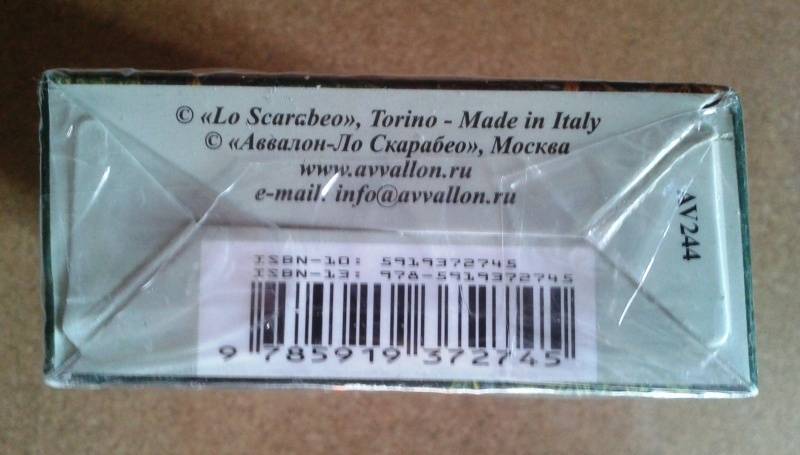 © «Lo Scarabeo», Torino - Made in Italy
© «Аввалон-Ло Скарабео», Москва
www.avvallon.ru
e-mail: info@avvallon.ru
AV244
ISBN-10: 5919372745
ISBN-13: 978-5919372745
9 785919 372745